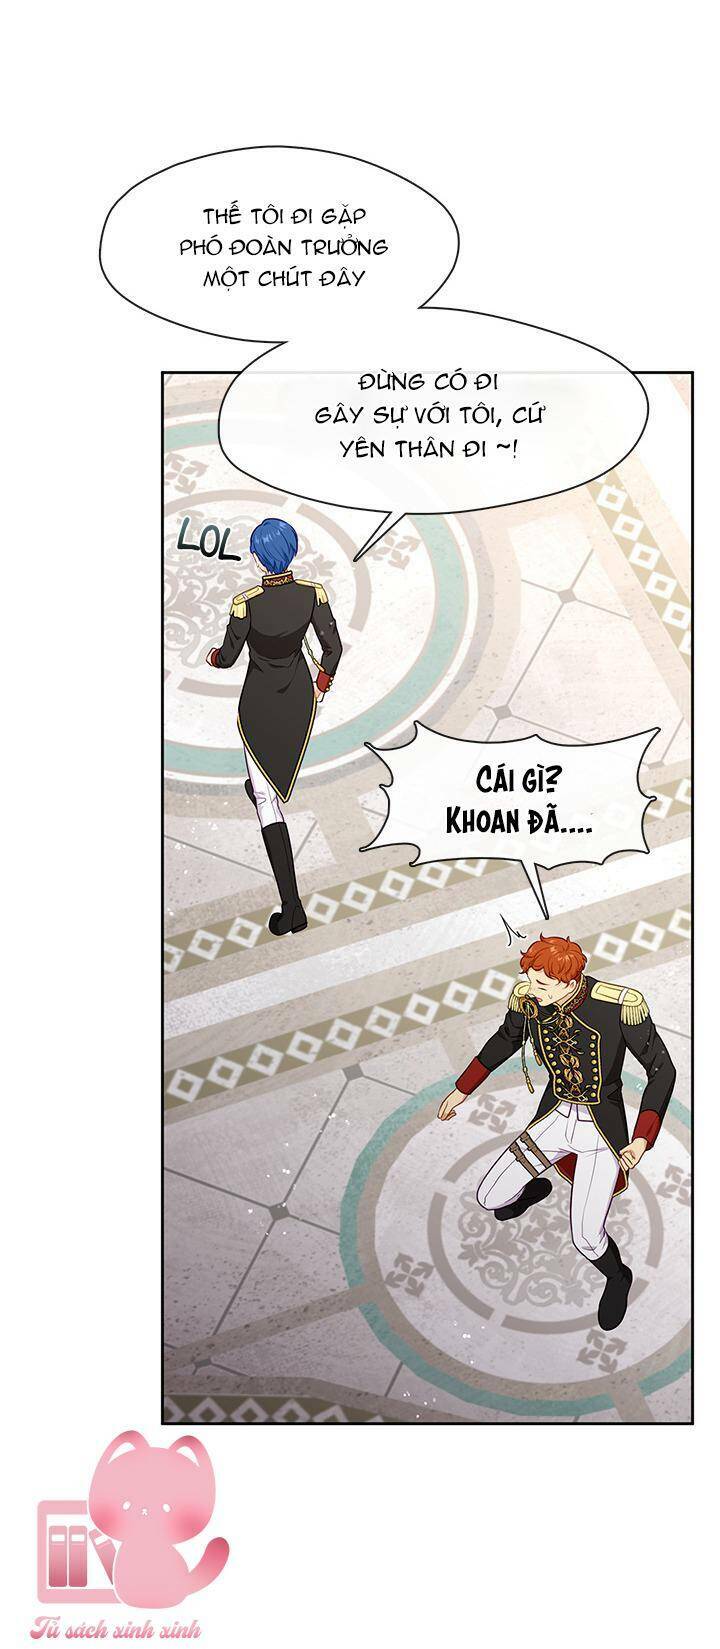 THẾ TÔI ĐI GẶP
PHÓ ĐOÀN TRƯỞNG
MỘT CHÚT ĐÂY
ĐỪNG CÓ ĐI
GÂY SỰ VỚI TÔI, CỨ
YÊN THÂN ĐI ~!
LOL
CÁI GÌ?
KHOAN ĐÃ....
Tủ sách xinh xinh